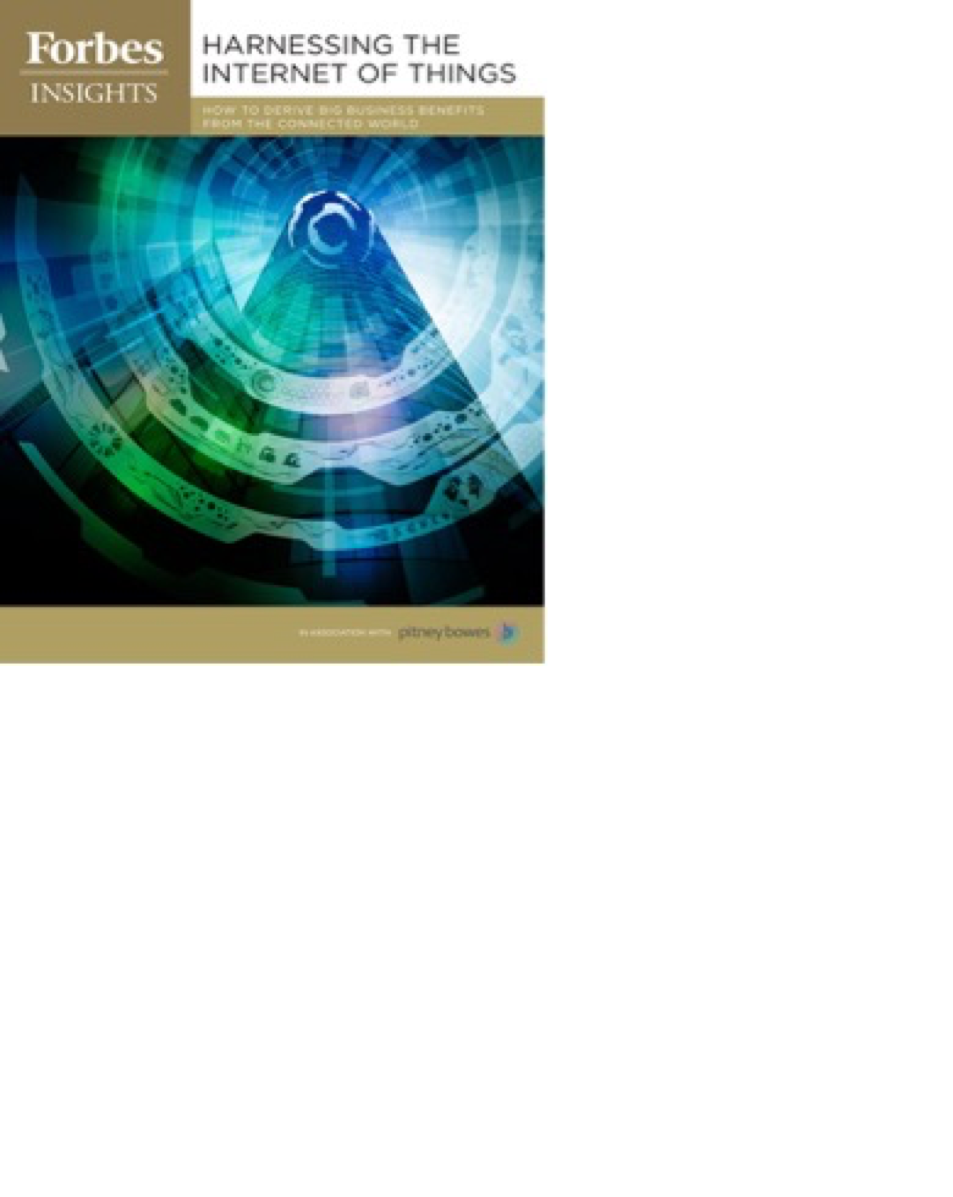 Forbes
INSIGHTS
HARNESSING THE
INTERNET OF THINGS
HOW TO DERIVE BIG BUSINESS BENEFITS
FROM THE CONNECTED WORLD
IN ASSOCIATION WITH pitney bowes